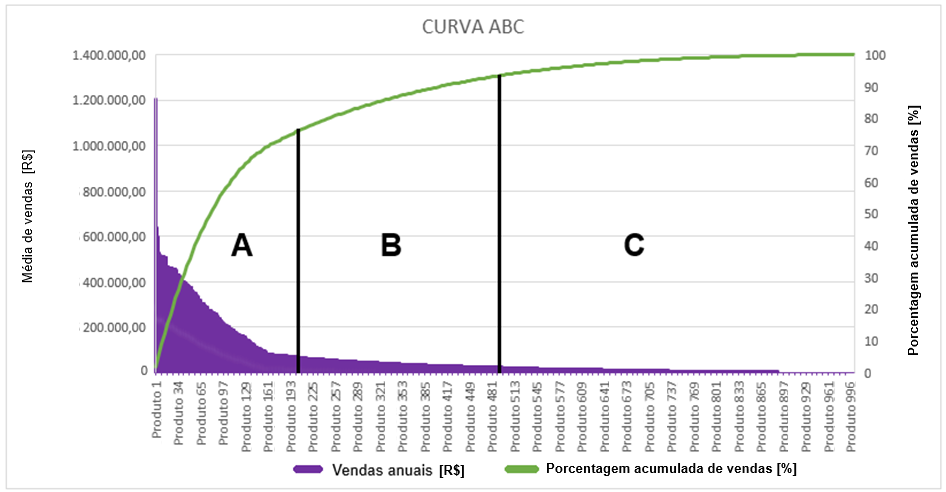 CURVA ABC
Média de vendas [R$]
1.400.000,00
1.200.000,00
1.000.000,00
800.000,00
600.000,00
400.000,00
200.000,00
0
A
B
C
100
90
80
70
60
50
40
30
20
10
0
Porcentagem acumulada de vendas [%]
Produto 1
Produto 34
Produto 65
Produto 97
Produto 129
Produto 161
Produto 193
Produto 225
Produto 257
Produto 289
Produto 321
Produto 353
Produto 385
Produto 417
Produto 449
Produto 481
Produto 513
Produto 545
Produto 577
Produto 609
Produto 641
Produto 673
Produto 705
Produto 737
Produto 769
Produto 801
Produto 833
Produto 865
Produto 897
Produto 929
Produto 961
Produto 996
Vendas anuais [R$]
Porcentagem acumulada de vendas [%]